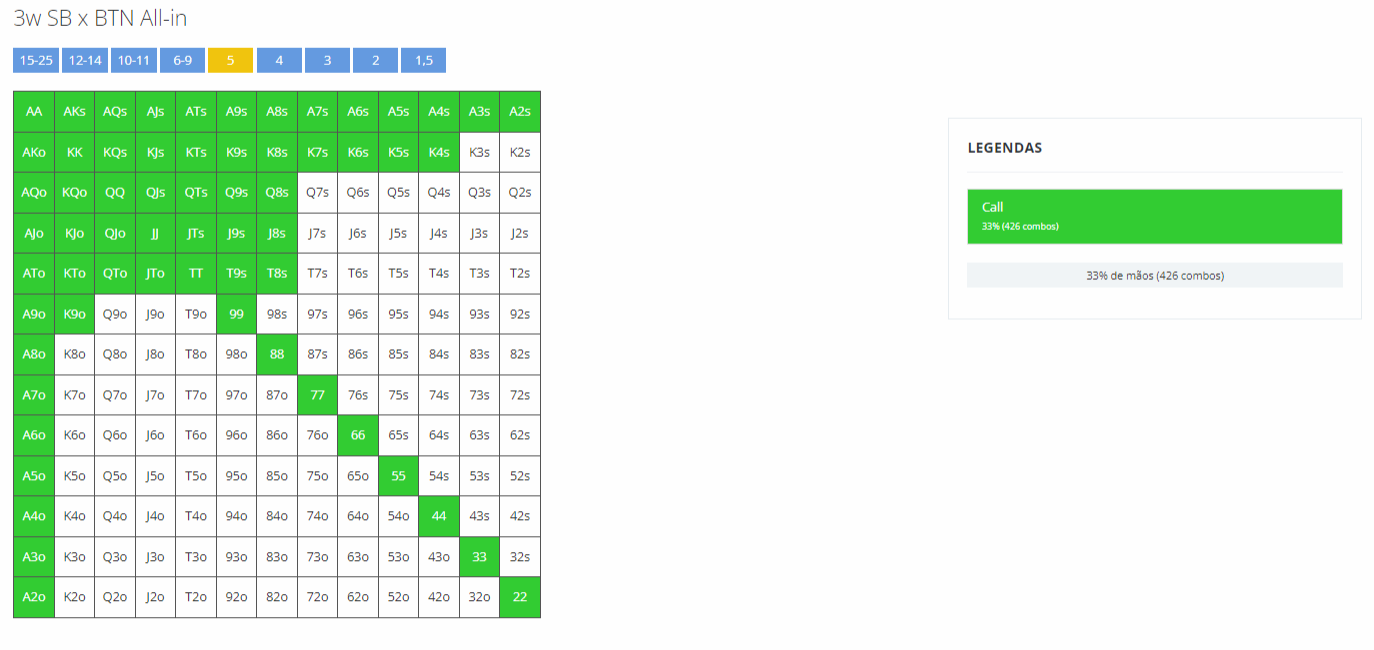 3w SB x BTN All-in
15-25 12-14 10-11 6-9 5 4 3 2 1,5
AA AKs AQs AJs ATs A9s A8s A7s A6s A5s A4s A3s A2s
AKo KK KQs KJs KTs K9s K8s K7s K6s K5s K4s K3s K2s
LEGENDAS
AQo KQo QQ QJs QTs Q9s Q8s Q7s Q6s Q5s Q4s Q3s Q2s
Call
33% (426 combos)
AJo KJo QJo JJ JTs J9s J8s J7s J6s J5s J4s J3s J2s
ATo KTo QTo JTo TT T9s T8s T7s T6s T5s T4s T3s T2s
33% de mãos (426 combos)
A9o K9o Q9o J9o T9o 99 98s 97s 96s 95s 94s 93s 92s
A8o K8o Q8o J8o T8o 98o 88 87s 86s 85s 84s 83s 82s
A7o K7o Q7o J7o T7o 97o 87o 77 76s 75s 74s 73s 72s
A6o K6o Q6o J6o T6o 96o 86o 76o 66 65s 64s 63s 62s
A5o K5o Q5o J5o T5o 95o 85o 75o 65o 55 54s 53s 52s
A4o K4o Q4o J4o T4o 94o 84o 74o 64o 54o 44 43s 42s
A3o K3o Q3o J3o T3o 93o 83o 73o 63o 53o 43o 33 32s
A2o K2o Q2o J2o T2o 92o 82o 72o 62o 52o 42o 32o 22